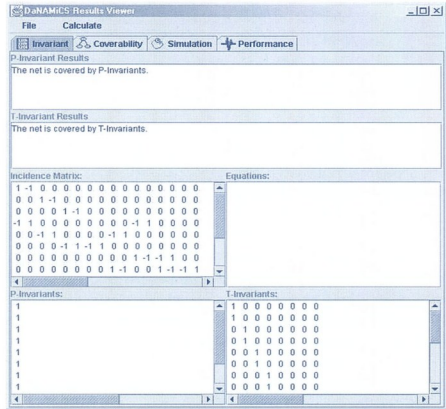 DaNAMiCS Results Viewer
File Calculate
Invariant Coverability Simulation Performance
P-Invariant Results
The net is covered by P-Invariants.
T-Invariant Results
The net is covered by T-Invariants.
Incidence Matrix:
1 -1 0 0 0 0 0 0 0 0 0 0 0 0 0 0
0 0 1 -1 0 0 0 0 0 0 0 0 0 0 0 0
0 0 0 0 1 -1 0 0 0 0 0 0 0 0 0 0
-1 1 0 0 0 0 0 0 0 -1 1 0 0 0 0 0
0 0 -1 1 0 0 0 0 -1 1 0 0 0 0 0 0
0 0 0 0 -1 1 -1 1 0 0 0 0 0 0 0 0
0 0 0 0 0 0 0 0 0 0 1 -1 -1 1 0 0
0 0 0 0 0 0 0 0 1 -1 0 0 1 -1 -1 1
Equations:
P-Invariants:
1
1
1
1
1
1
1
1
T-Invariants:
1 0 0 0 0 0 0 0
1 0 0 0 0 0 0 0
0 1 0 0 0 0 0 0
0 1 0 0 0 0 0 0
0 0 1 0 0 0 0 0
0 0 1 0 0 0 0 0
0 0 0 1 0 0 0 0
0 0 0 1 0 0 0 0